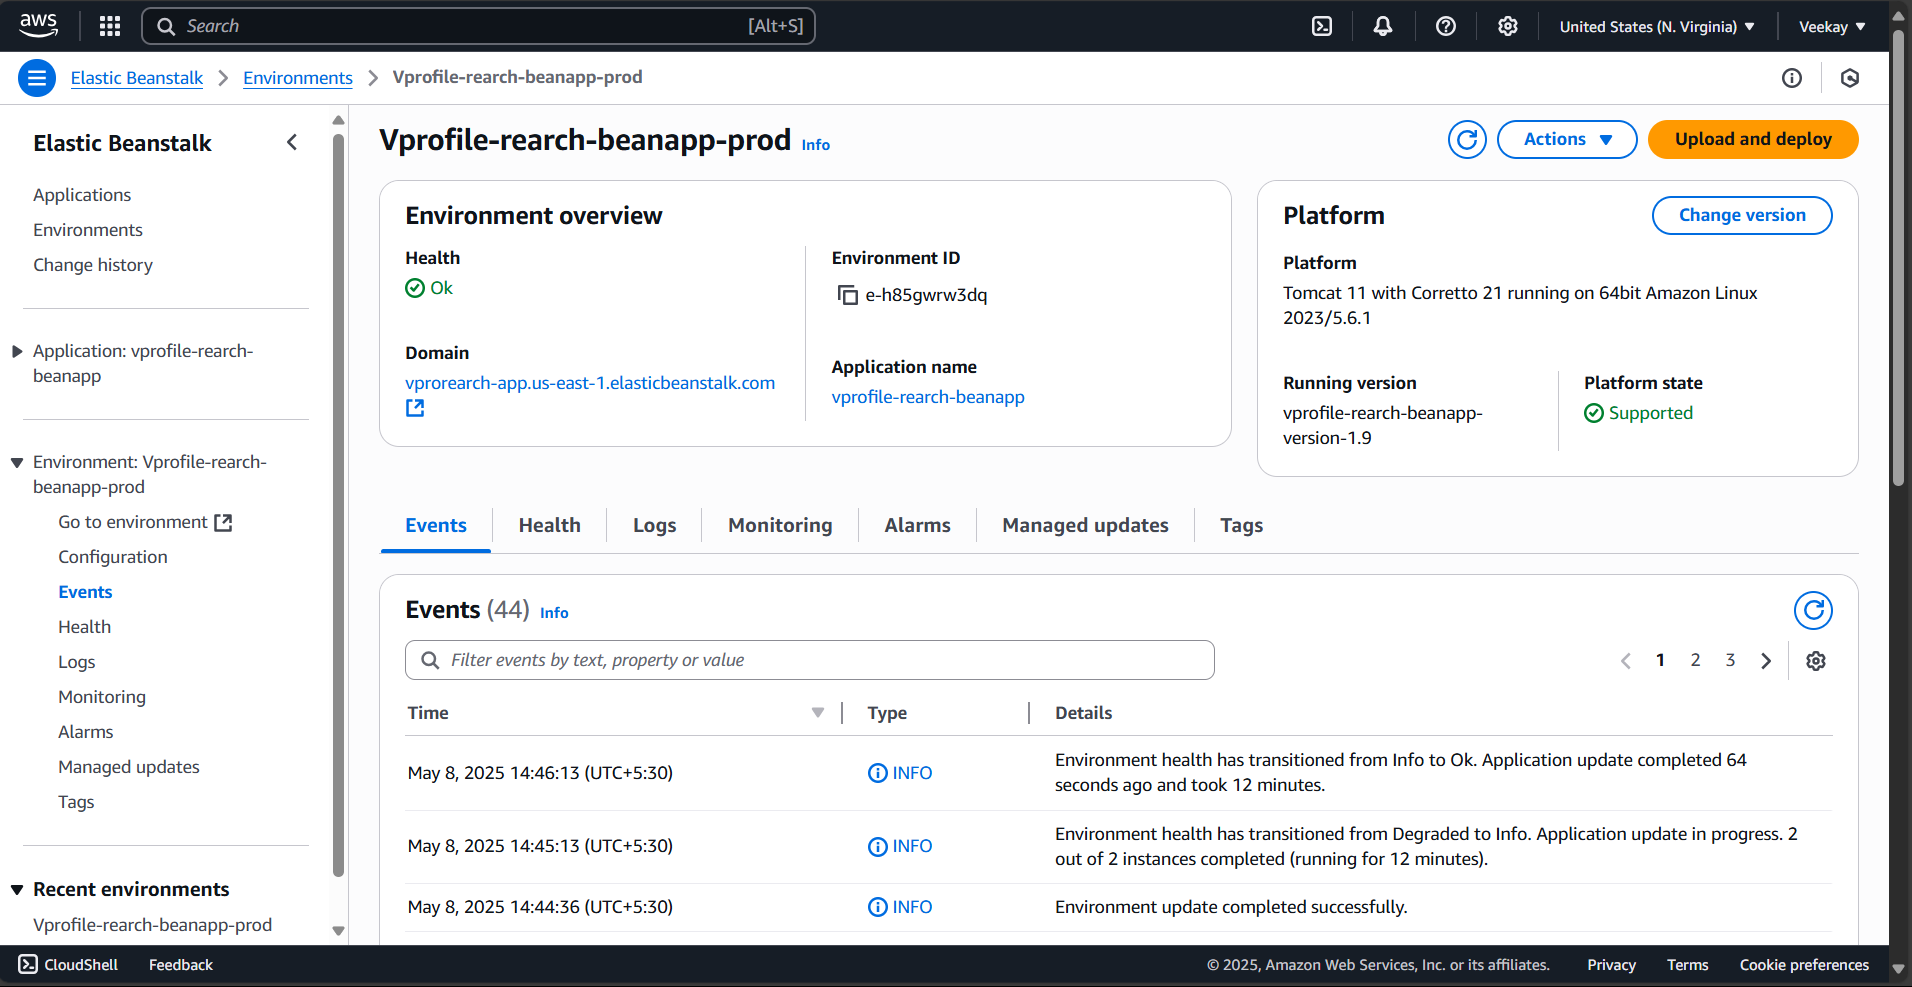 aws
Search
[Alt+S]
United States (N. Virginia)
Veekay
Elastic Beanstalk
Environments
Vprofile-rearch-beanapp-prod
Elastic Beanstalk
Applications
Environments
Change history
Application: vprofile-rearch-
beanapp
Environment: Vprofile-rearch-
beanapp-prod
Go to environment
Configuration
Events
Health
Logs
Monitoring
Alarms
Managed updates
Tags
Recent environments
Vprofile-rearch-beanapp-prod
Vprofile-rearch-beanapp-prod Info
Actions
Upload and deploy
Environment overview
Health
Ok
Domain
vprorearch-app.us-east-1.elasticbeanstalk.com
Environment ID
e-h85gwrw3dq
Application name
vprofile-rearch-beanapp
Platform
Change version
Platform
Tomcat 11 with Corretto 21 running on 64bit Amazon Linux
2023/5.6.1
Running version
vprofile-rearch-beanapp-
version-1.9
Platform state
Supported
Events
Health
Logs
Monitoring
Alarms
Managed updates
Tags
Events (44) Info
Filter events by text, property or value
1 2 3
Time Type Details
May 8, 2025 14:46:13 (UTC+5:30)
INFO
Environment health has transitioned from Info to Ok. Application update completed 64
seconds ago and took 12 minutes.
May 8, 2025 14:45:13 (UTC+5:30)
INFO
Environment health has transitioned from Degraded to Info. Application update in progress. 2
out of 2 instances completed (running for 12 minutes).
May 8, 2025 14:44:36 (UTC+5:30)
INFO
Environment update completed successfully.
CloudShell
Feedback
© 2025, Amazon Web Services, Inc. or its affiliates.
Privacy
Terms
Cookie preferences